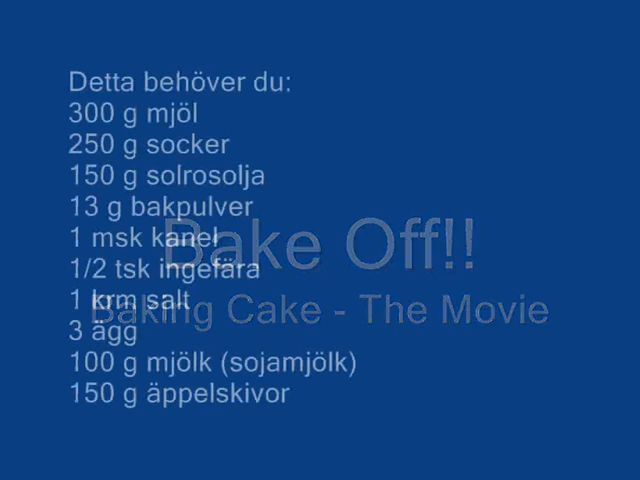 Detta behöver du:
300 g mjöl
250 g socker
150 g solrosolja
13 g bakpulver
1 msk kanel
1/2 tsk ingefära
1 krm salt
3 ägg
100 g mjölk (sojamjölk)
150 g äppelskivor
Bake Off!!
Baking Cake - The Movie